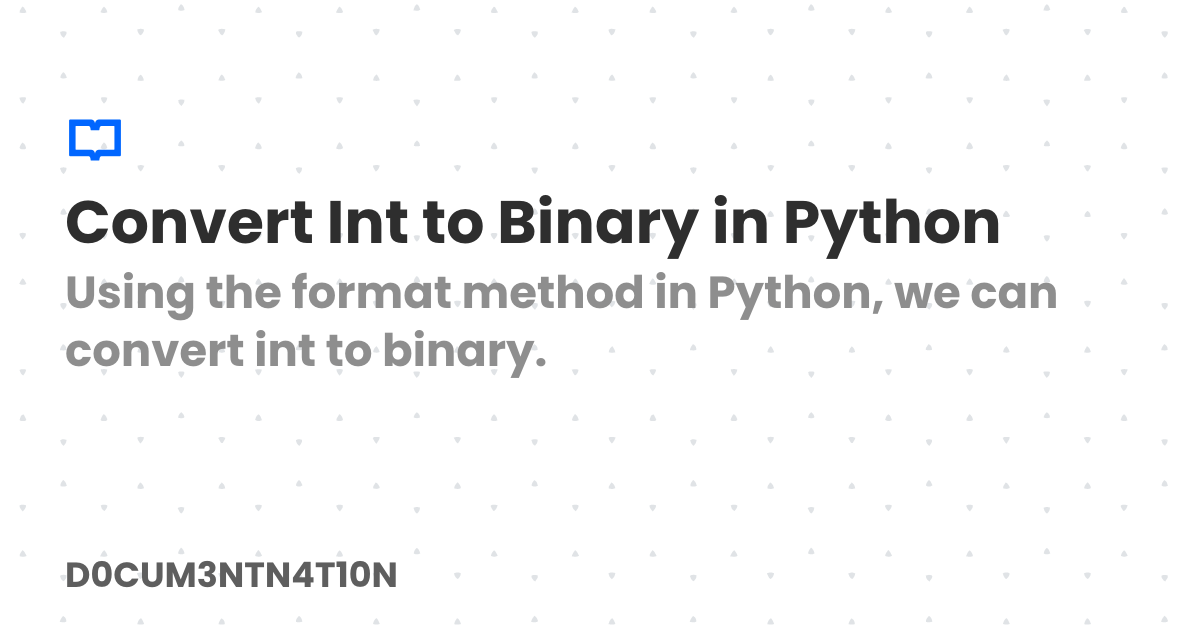 Convert Int to Binary in Python
Using the format method in Python, we can
convert int to binary.
D0CUM3NTN4T10N